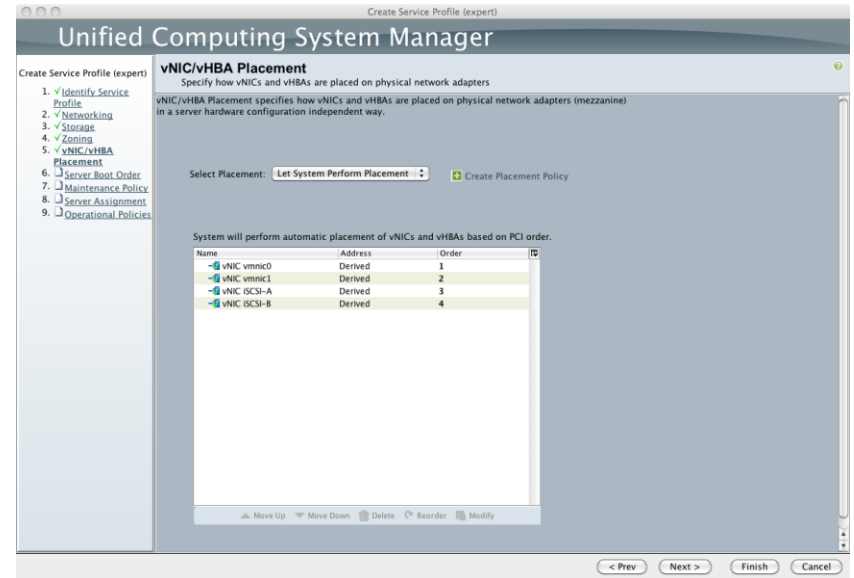 Create Service Profile (expert)
Unified Computing System Manager
Create Service Profile (expert)
1. Identify Service
Profile
2. Networking
3. Storage
4. Zoning
5. vNIC/vHBA
Placement
6. Server Boot Order
7. Maintenance Policy
8. Server Assignment
9. Operational Policies
vNIC/vHBA Placement
Specify how vNICs and vHBAs are placed on physical network adapters
vNIC/vHBA Placement specifies how vNICs and vHBAs are placed on physical network adapters (mezzanine)
in a server hardware configuration independent way.
Select Placement: Let System Perform Placement Create Placement Policy
System will perform automatic placement of vNICs and vHBAs based on PCI order.
Name Address Order
vNIC vmnic0 Derived 1
vNIC vmnic1 Derived 2
vNIC iSCSI-A Derived 3
vNIC iSCSI-B Derived 4
Move Up Move Down Delete Reorder Modify
< Prev Next > Finish Cancel